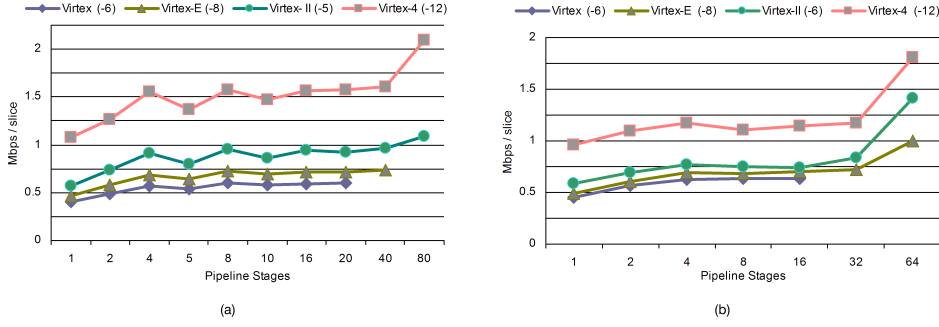 Virtex (-6) Virtex-E (-8) Virtex- II (-5) Virtex-4 (-12)
Mbps / slice
2
1.5
1
0.5
0
1 2 4 5 8 10 16 20 40 80
Pipeline Stages
(a)
Virtex (-6) Virtex-E (-8) Virtex-II (-6) Virtex-4 (-12)
Mbps / slice
2
1.5
1
0.5
0
1 2 4 8 16 32 64
Pipeline Stages
(b)